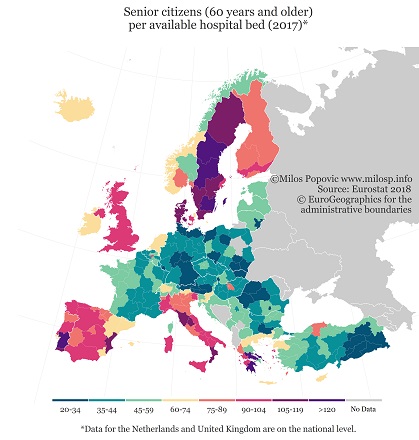 Senior citizens (60 years and older)
per available hospital bed (2017)*
©Milos Popovic www.milosp.info
Source: Eurostat 2018
© EuroGeographics for the
administrative boundaries
20-34 35-44 45-59 60-74 75-89 90-104 105-119 >120 No Data
*Data for the Netherlands and United Kingdom are on the national level.